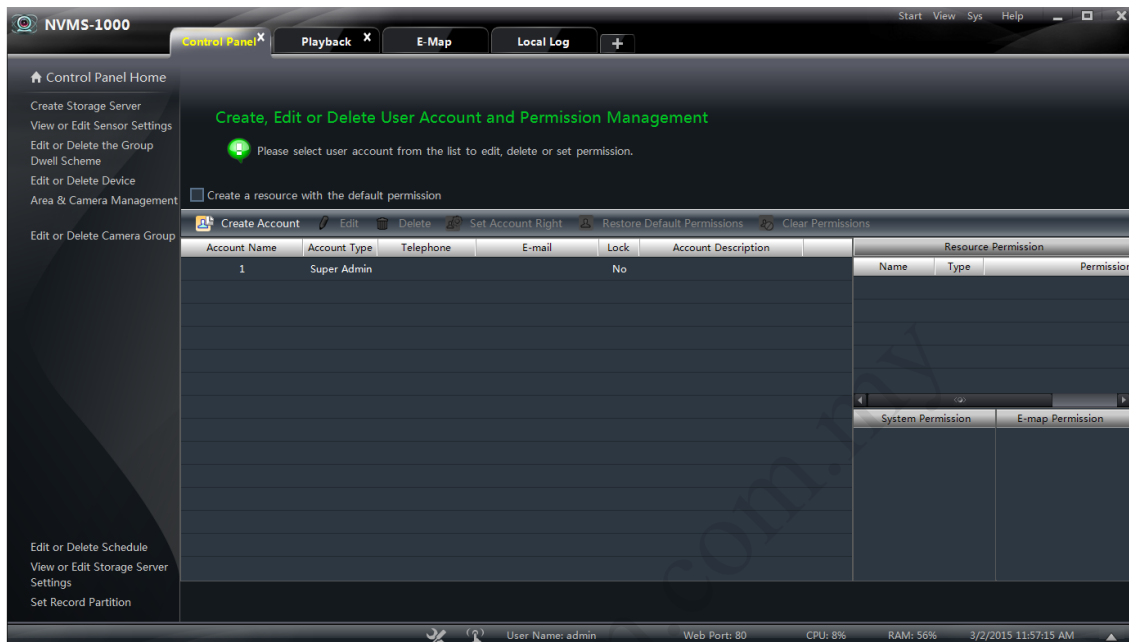 NVMS-1000
Start View Sys Help
Control Panel X
Playback X
E-Map
Local Log
+
Control Panel Home
Create Storage Server
View or Edit Sensor Settings
Edit or Delete the Group
Dwell Scheme
Edit or Delete Device
Area & Camera Management
Edit or Delete Camera Group
Edit or Delete Schedule
View or Edit Storage Server
Settings
Set Record Partition
Create, Edit or Delete User Account and Permission Management
Please select user account from the list to edit, delete or set permission.
Create a resource with the default permission
Create Account Edit Delete Set Account Right Restore Default Permissions Clear Permissions
Account Name Account Type Telephone E-mail Lock Account Description
1 Super Admin No
Resource Permission
Name Type Permission
System Permission E-map Permission
om.my
m.com.my
User Name: admin Web Port: 80 CPU: 8% RAM: 56% 3/2/2015 11:57:15 AM